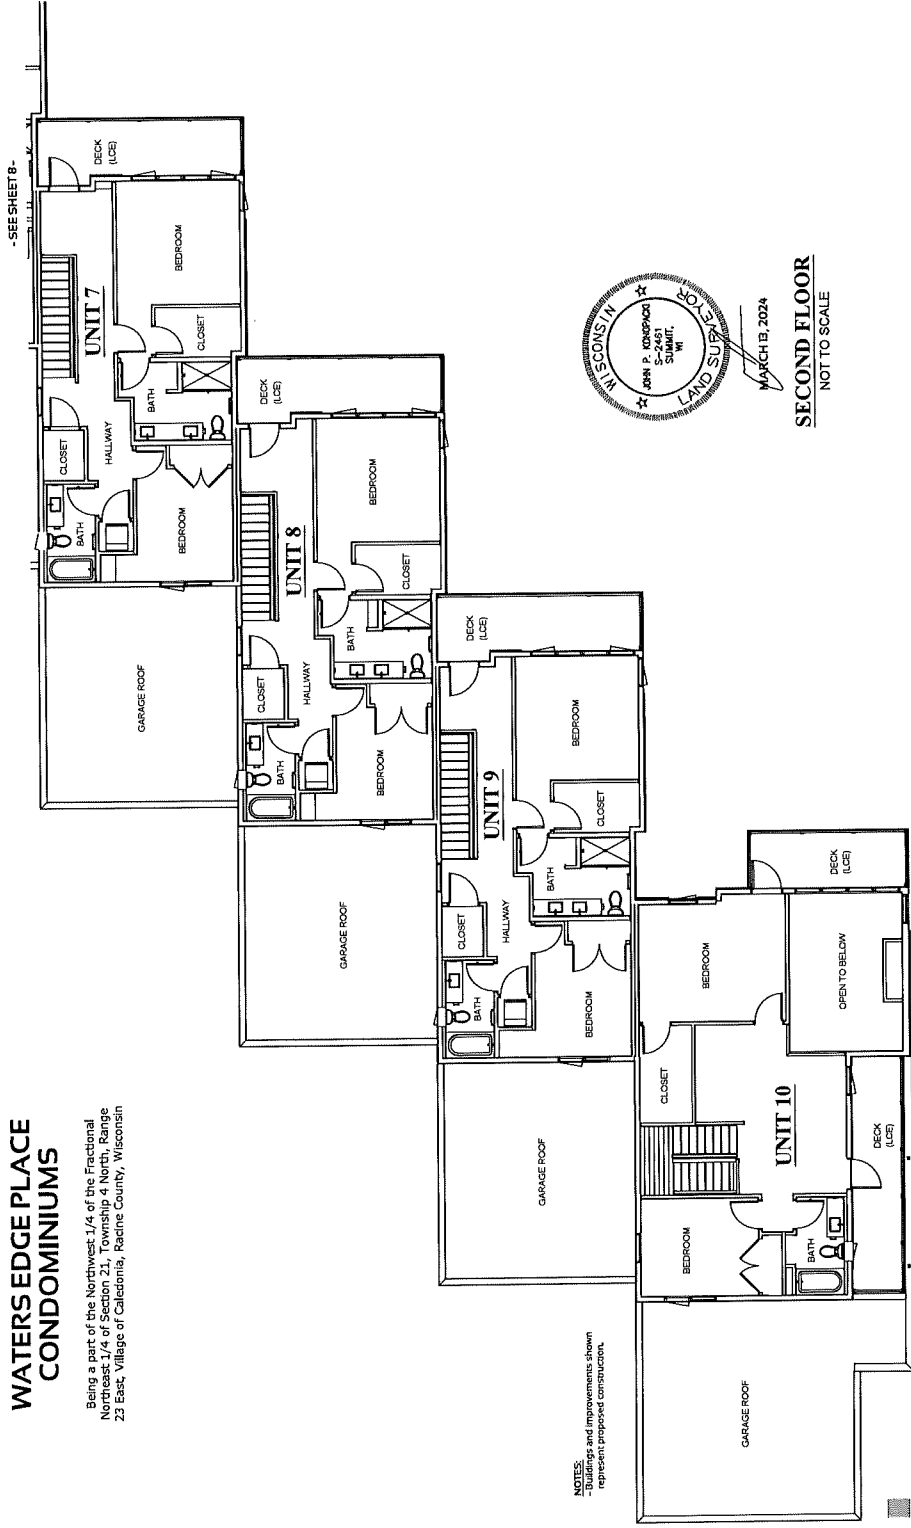 WATERS EDGE PLACE
CONDOMINIUMS
Being a part of the Northwest 1/4 of the Fractional
Northeast 1/4 of Section 21, Township 4 North, Range
23 East, Village of Caledonia, Racine County, Wisconsin
- SEE SHEET 8 -
DECK
(LCE)
BEDROOM
UNIT 7
CLOSET
BATH
HALLWAY
CLOSET
BATH
BEDROOM
GARAGE ROOF
DECK
(LCE)
BEDROOM
UNIT 8
CLOSET
BATH
HALLWAY
CLOSET
BATH
BEDROOM
GARAGE ROOF
DECK
(LCE)
BEDROOM
UNIT 9
CLOSET
BATH
HALLWAY
CLOSET
BATH
BEDROOM
GARAGE ROOF
DECK
(LCE)
BEDROOM
OPEN TO BELOW
CLOSET
UNIT 10
DECK
(LCE)
BEDROOM
BATH
GARAGE ROOF
NOTES:
- Buildings and improvements shown
represent proposed construction.
WISCONSIN
JOHN P. KONOPACKI
S-2461
SUMMIT,
WI
LAND SURVEYOR
MARCH 13, 2024
SECOND FLOOR
NOT TO SCALE